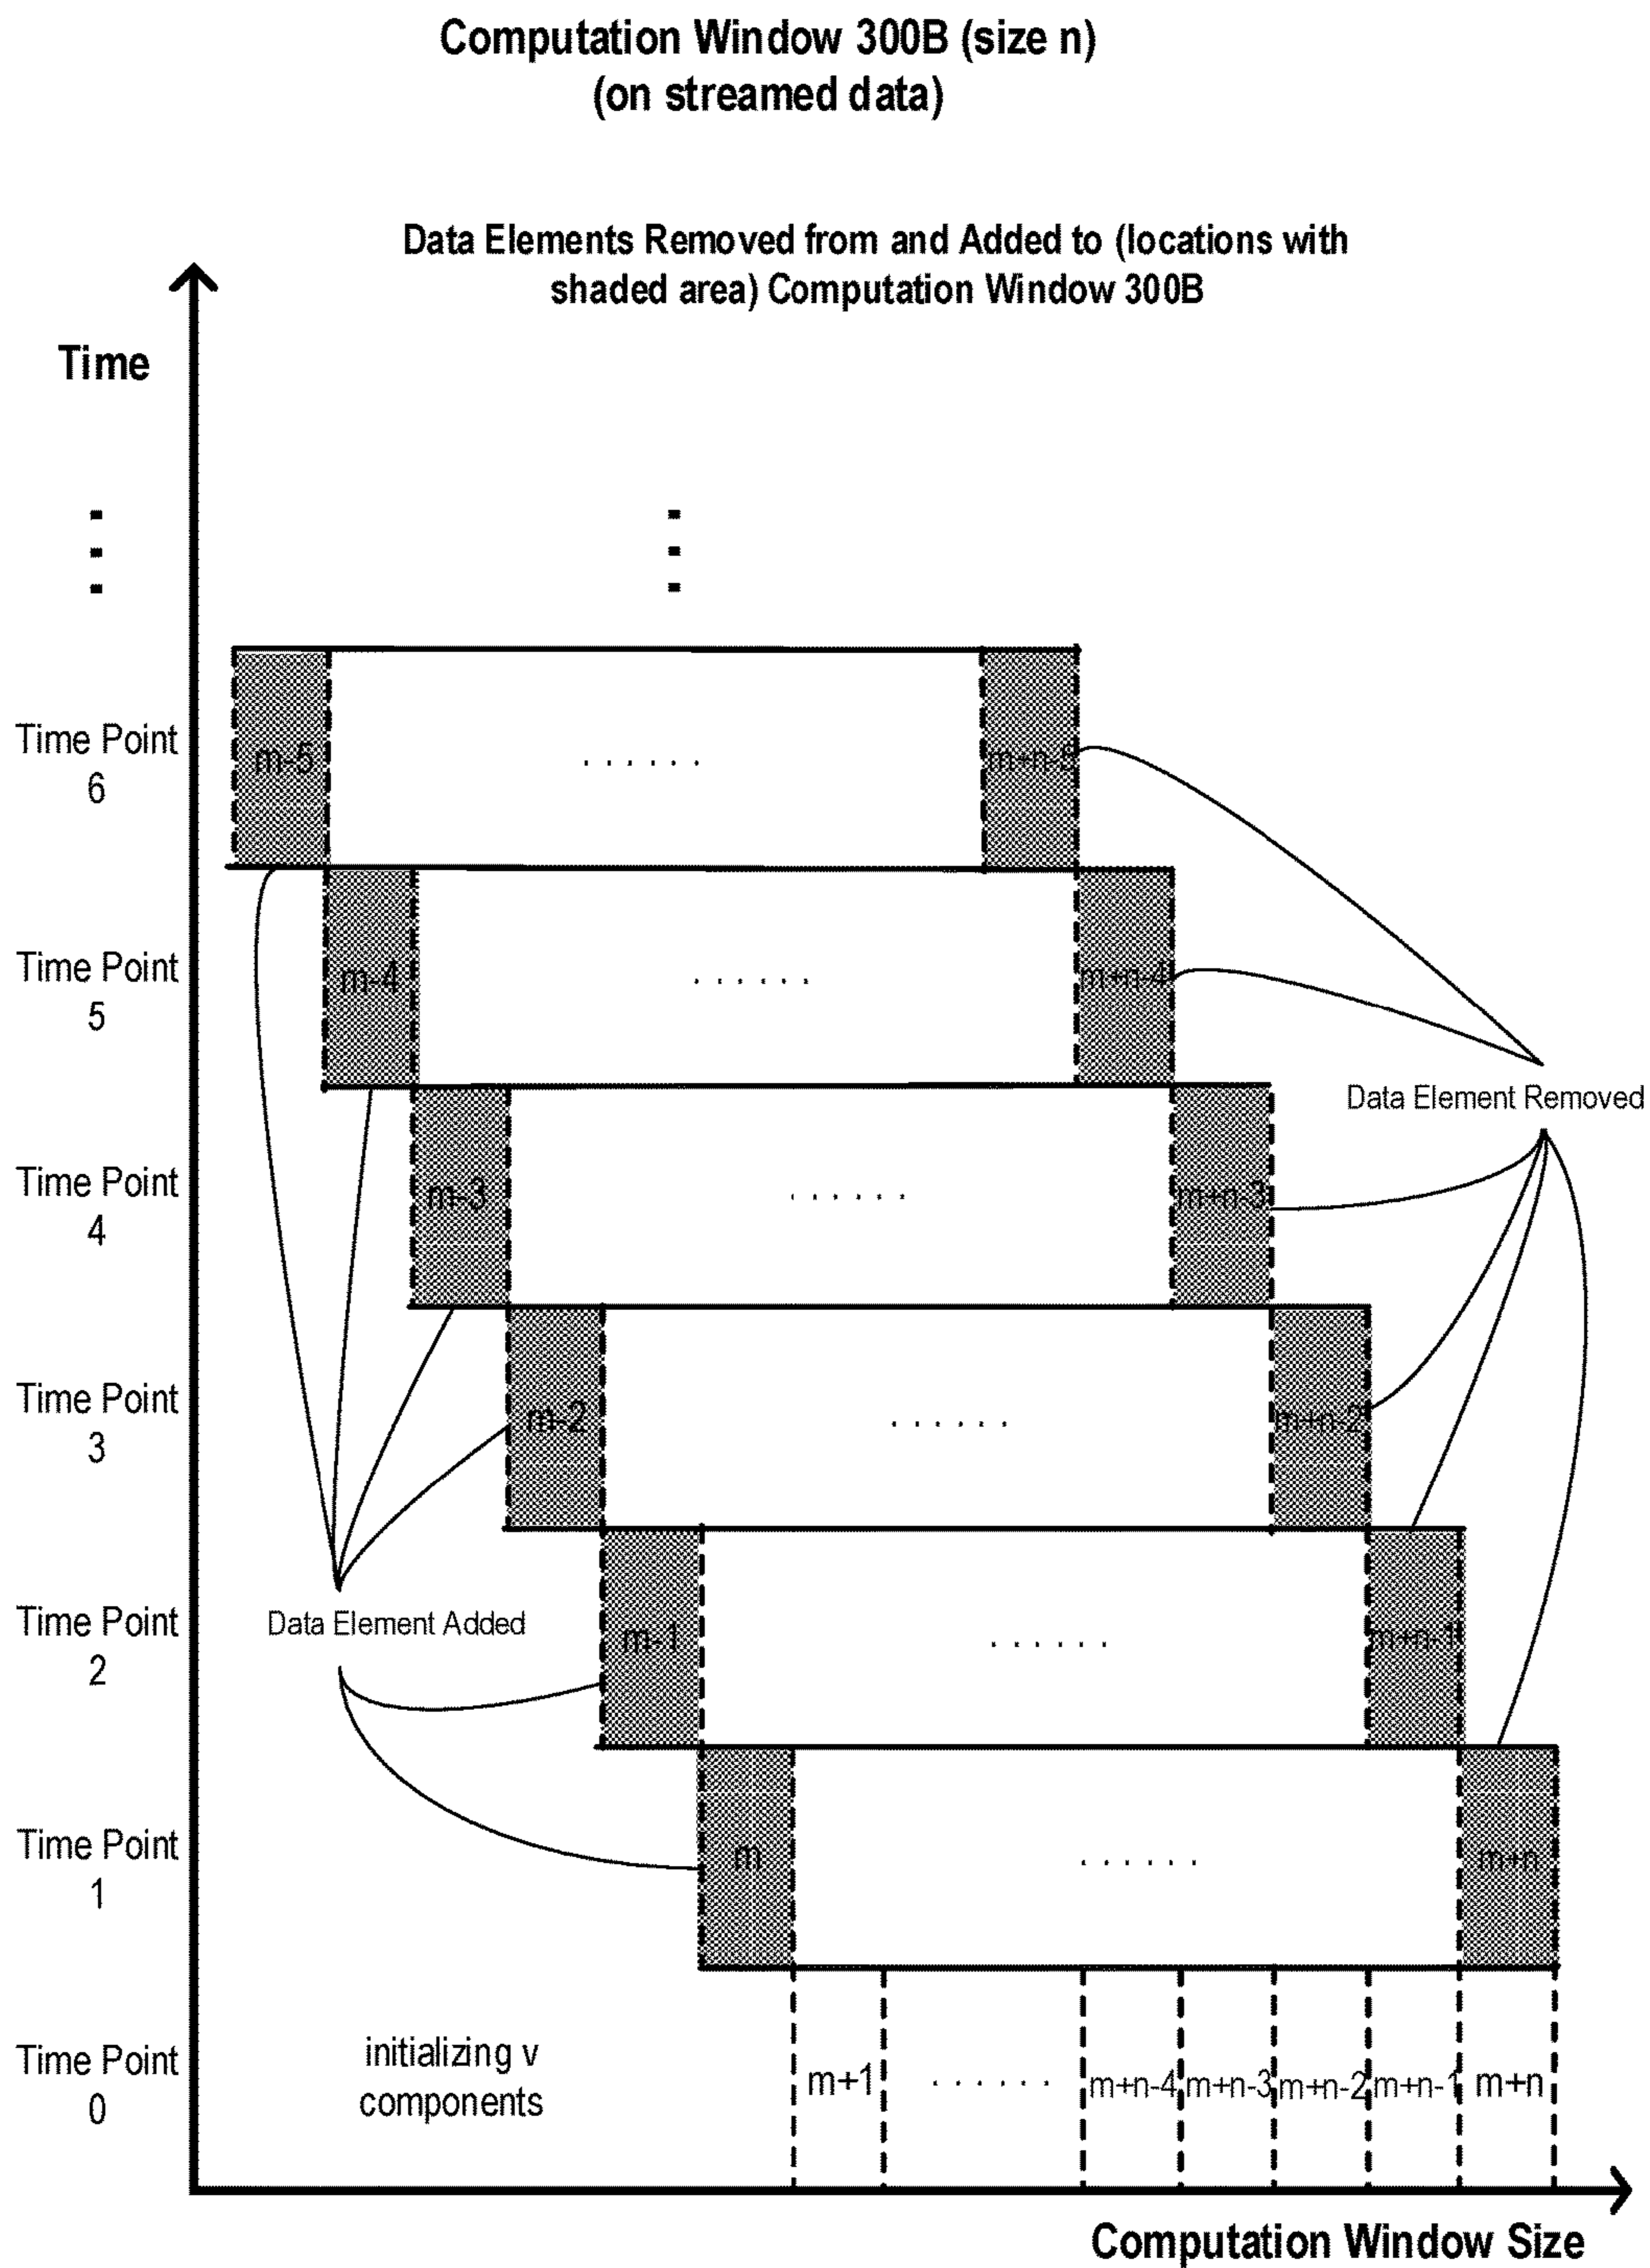 Computation Window 300B (size n)
(on streamed data)
Data Elements Removed from and Added to (locations with
shaded area) Computation Window 300B
Time
Time Point
6
m-5
. . . . . .
m+n-5
Time Point
5
m-4
. . . . . .
m+n-4
Data Element Removed
Time Point
4
m-3
. . . . . .
m+n-3
Time Point
3
m-2
. . . . . .
m+n-2
Time Point
2
Data Element Added
m-1
. . . . . .
m+n-1
Time Point
1
m
. . . . . .
m+n
Time Point
0
initializing v
components
m+1
. . . . . .
m+n-4
m+n-3
m+n-2
m+n-1
m+n
Computation Window Size